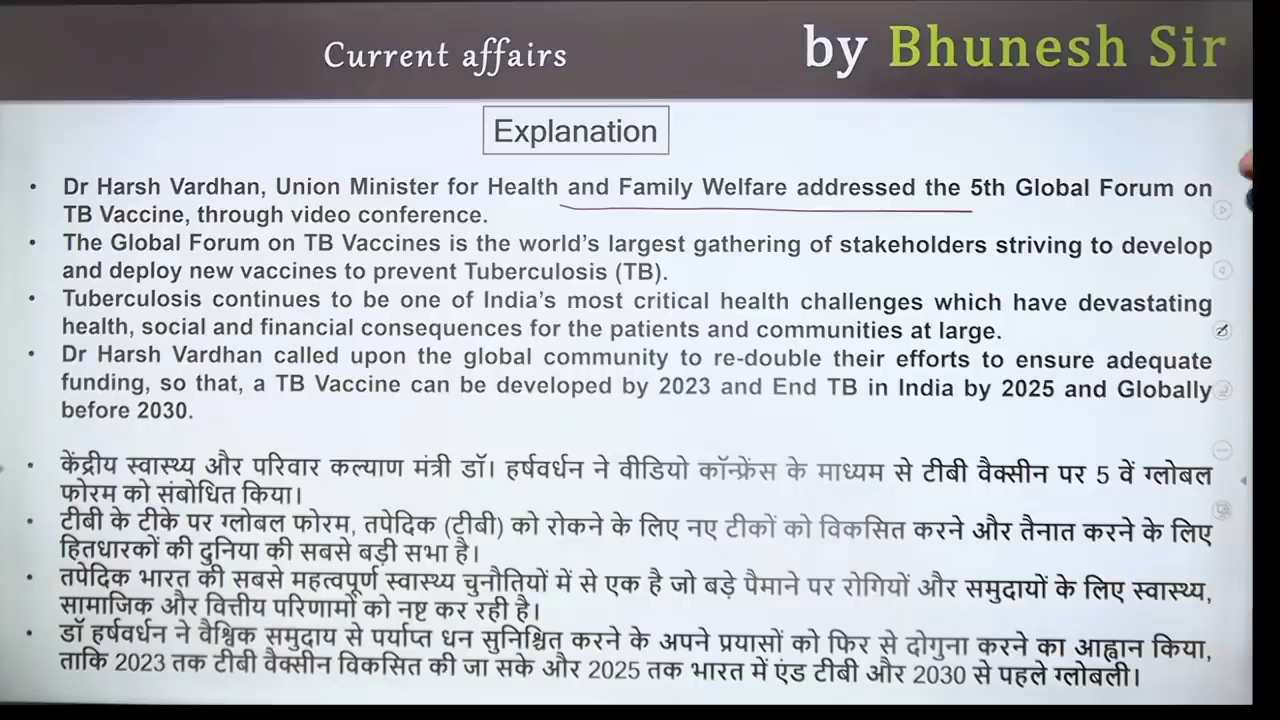 Current affairs
by Bhunesh Sir
Explanation
• Dr Harsh Vardhan, Union Minister for Health and Family Welfare addressed the 5th Global Forum on
TB Vaccine, through video conference.
• The Global Forum on TB Vaccines is the world's largest gathering of stakeholders striving to develop
and deploy new vaccines to prevent Tuberculosis (TB).
• Tuberculosis continues to be one of India's most critical health challenges which have devastating
health, social and financial consequences for the patients and communities at large.
• Dr Harsh Vardhan called upon the global community to re-double their efforts to ensure adequate
funding, so that, a TB Vaccine can be developed by 2023 and End TB in India by 2025 and Globally
before 2030.
• केंद्रीय स्वास्थ्य और परिवार कल्याण मंत्री डॉ। हर्षवर्धन ने वीडियो कॉन्फ्रेंस के माध्यम से टीबी वैक्सीन पर 5 वें ग्लोबल
फोरम को संबोधित किया।
• टीबी के टीके पर ग्लोबल फोरम, तपेदिक (टीबी) को रोकने के लिए नए टीकों को विकसित करने और तैनात करने के लिए
हितधारकों की दुनिया की सबसे बड़ी सभा है।
• तपेदिक भारत की सबसे महत्वपूर्ण स्वास्थ्य चुनौतियों में से एक है जो बड़े पैमाने पर रोगियों और समुदायों के लिए स्वास्थ्य,
सामाजिक और वित्तीय परिणामों को नष्ट कर रही है।
• डॉ हर्षवर्धन ने वैश्विक समुदाय से पर्याप्त धन सुनिश्चित करने के अपने प्रयासों को फिर से दोगुना करने का आह्वान किया,
ताकि 2023 तक टीबी वैक्सीन विकसित की जा सके और 2025 तक भारत में एंड टीबी और 2030 से पहले ग्लोबली।